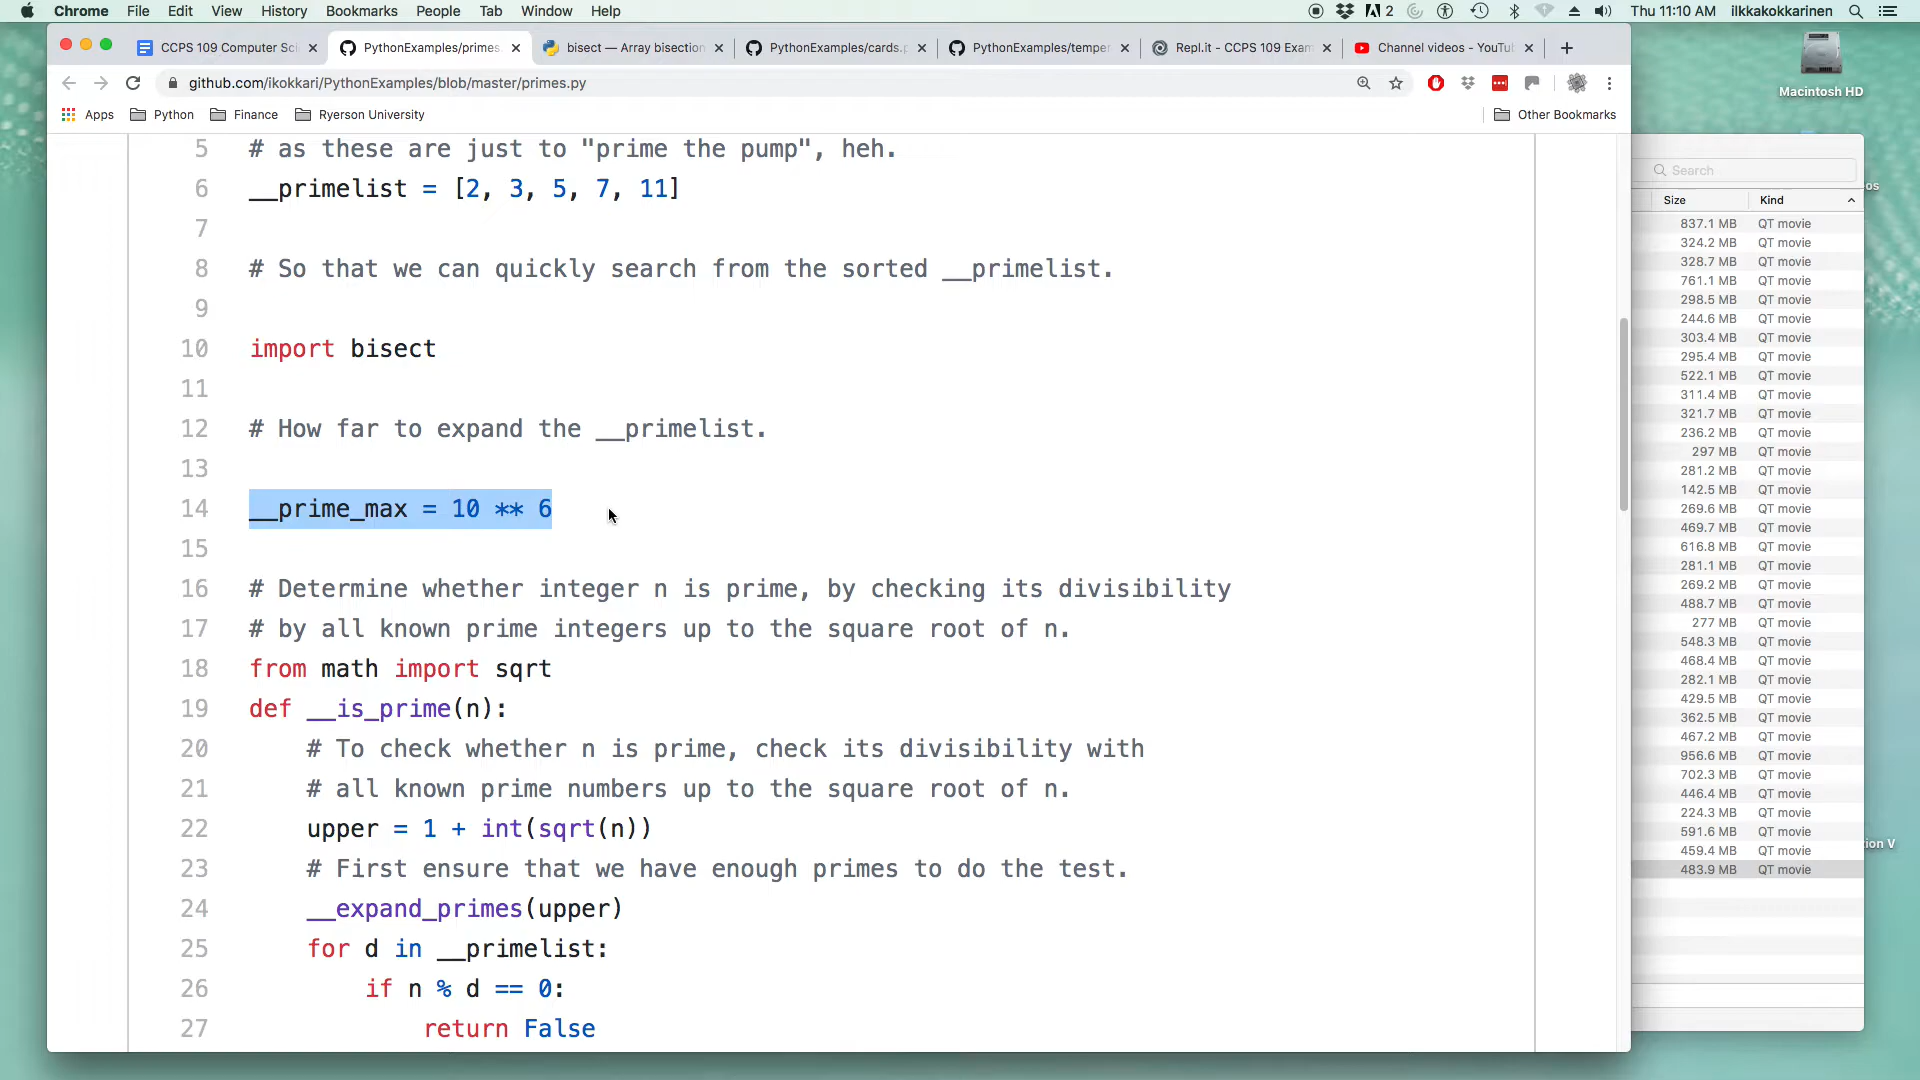 Chrome File Edit View History Bookmarks People Tab Window Help 2 Thu 11:10 AM ilkkakokkarinen
CCPS 109 Computer Sci PythonExamples/primes. bisect — Array bisection PythonExamples/cards.p PythonExamples/temper Repl.it - CCPS 109 Exam Channel videos - YouTu
github.com/ikokkari/PythonExamples/blob/master/primes.py
Apps Python Finance Ryerson University Other Bookmarks
Macintosh HD
5 # as these are just to "prime the pump", heh.
6 __primelist = [2, 3, 5, 7, 11]
7
8 # So that we can quickly search from the sorted __primelist.
9
10 import bisect
11
12 # How far to expand the __primelist.
13
14 __prime_max = 10 ** 6
15
16 # Determine whether integer n is prime, by checking its divisibility
17 # by all known prime integers up to the square root of n.
18 from math import sqrt
19 def __is_prime(n):
20 # To check whether n is prime, check its divisibility with
21 # all known prime numbers up to the square root of n.
22 upper = 1 + int(sqrt(n))
23 # First ensure that we have enough primes to do the test.
24 __expand_primes(upper)
25 for d in __primelist:
26 if n % d == 0:
27 return False
Search
os
Size Kind
837.1 MB QT movie
324.2 MB QT movie
328.7 MB QT movie
761.1 MB QT movie
298.5 MB QT movie
244.6 MB QT movie
303.4 MB QT movie
295.4 MB QT movie
522.1 MB QT movie
311.4 MB QT movie
321.7 MB QT movie
236.2 MB QT movie
297 MB QT movie
281.2 MB QT movie
142.5 MB QT movie
269.6 MB QT movie
469.7 MB QT movie
616.8 MB QT movie
281.1 MB QT movie
269.2 MB QT movie
488.7 MB QT movie
277 MB QT movie
548.3 MB QT movie
468.4 MB QT movie
282.1 MB QT movie
429.5 MB QT movie
362.5 MB QT movie
467.2 MB QT movie
956.6 MB QT movie
702.3 MB QT movie
446.4 MB QT movie
224.3 MB QT movie
591.6 MB QT movie
459.4 MB QT movie
483.9 MB QT movie
ion V